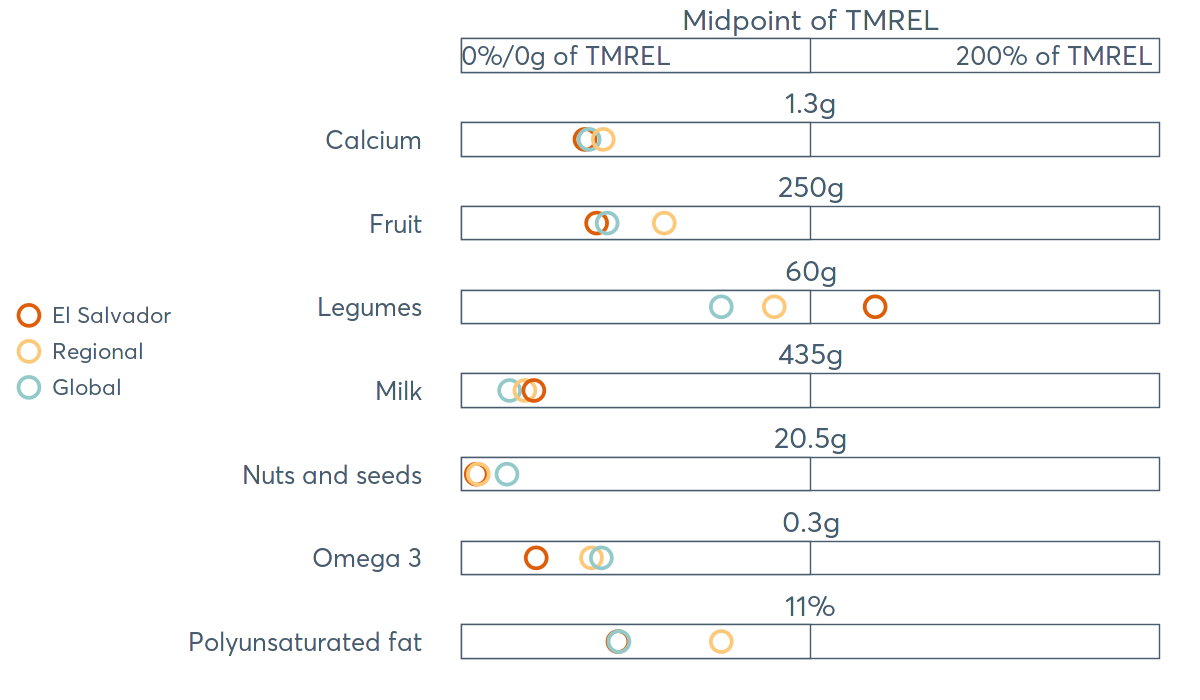 Midpoint of TMREL
0%/0g of TMREL
200% of TMREL
1.3g
Calcium
250g
Fruit
60g
Legumes
El Salvador
Regional
Global
435g
Milk
20.5g
Nuts and seeds
0.3g
Omega 3
11%
Polyunsaturated fat